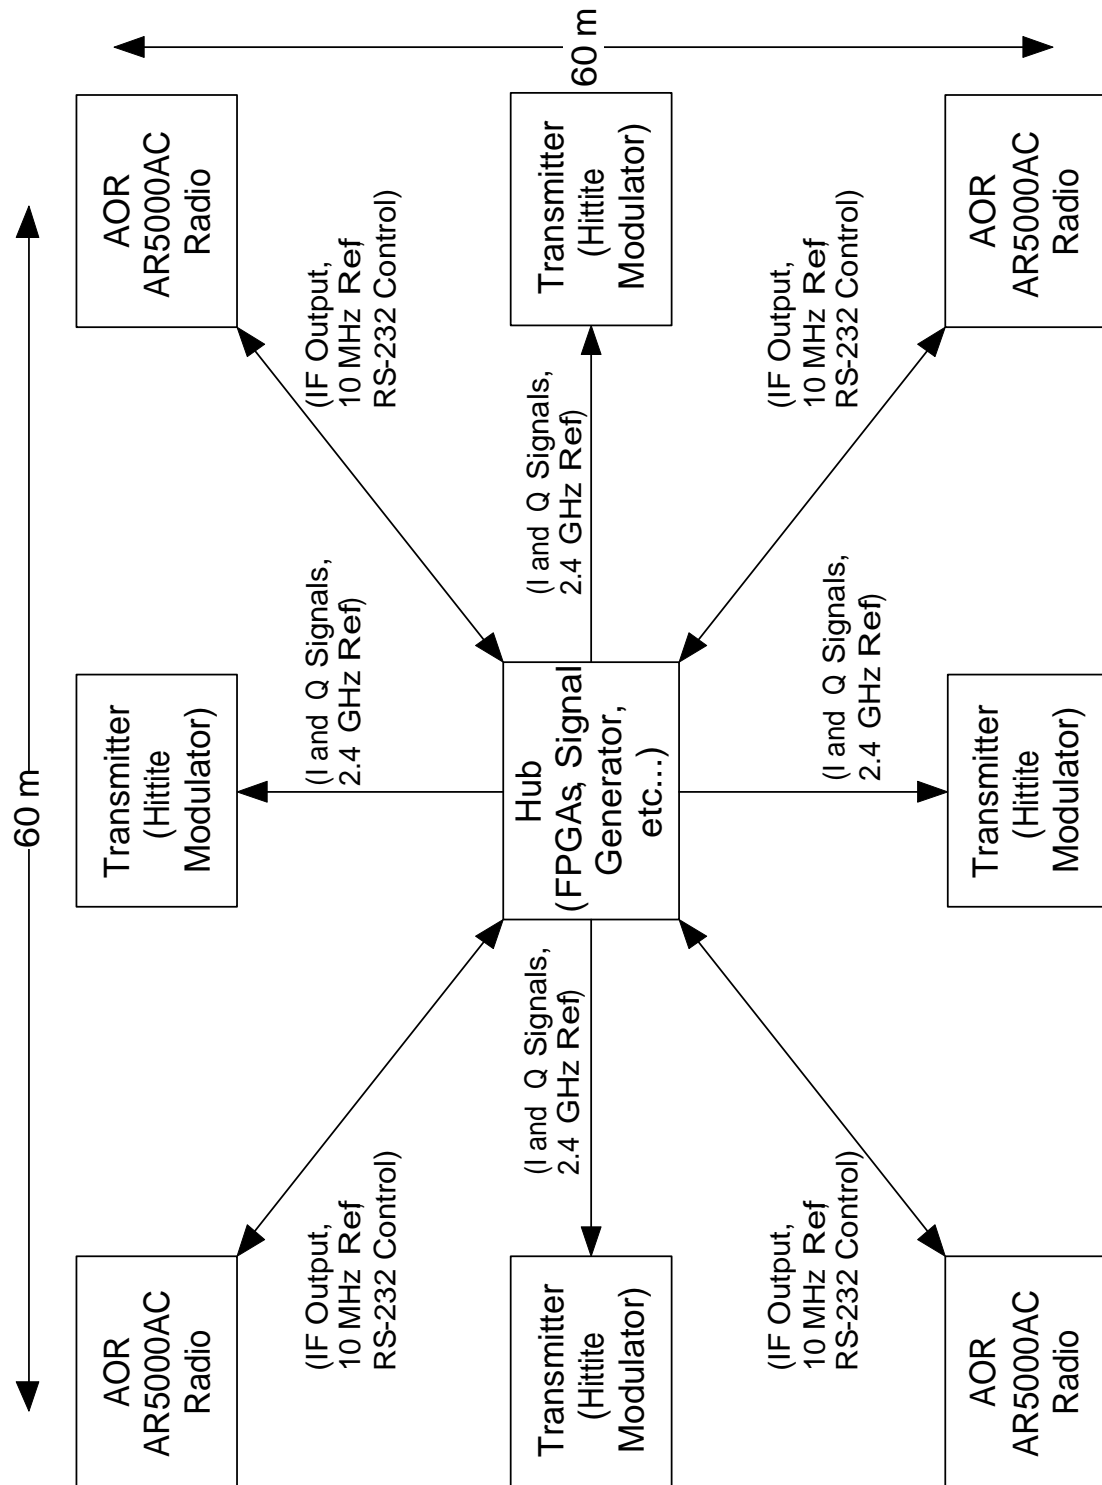 60 m
AOR
AR5000AC
Radio
Transmitter
(Hittite
Modulator)
AOR
AR5000AC
Radio
(IF Output,
10 MHz Ref
RS-232 Control)
(I and Q Signals,
2.4 GHz Ref)
(IF Output,
10 MHz Ref
RS-232 Control)
Transmitter
(Hittite
Modulator)
(I and Q Signals,
2.4 GHz Ref)
Hub
(FPGAs, Signal
Generator,
etc...)
(I and Q Signals,
2.4 GHz Ref)
Transmitter
(Hittite
Modulator)
60 m
(IF Output,
10 MHz Ref
RS-232 Control)
(I and Q Signals,
2.4 GHz Ref)
(IF Output,
10 MHz Ref
RS-232 Control)
AOR
AR5000AC
Radio
Transmitter
(Hittite
Modulator)
AOR
AR5000AC
Radio